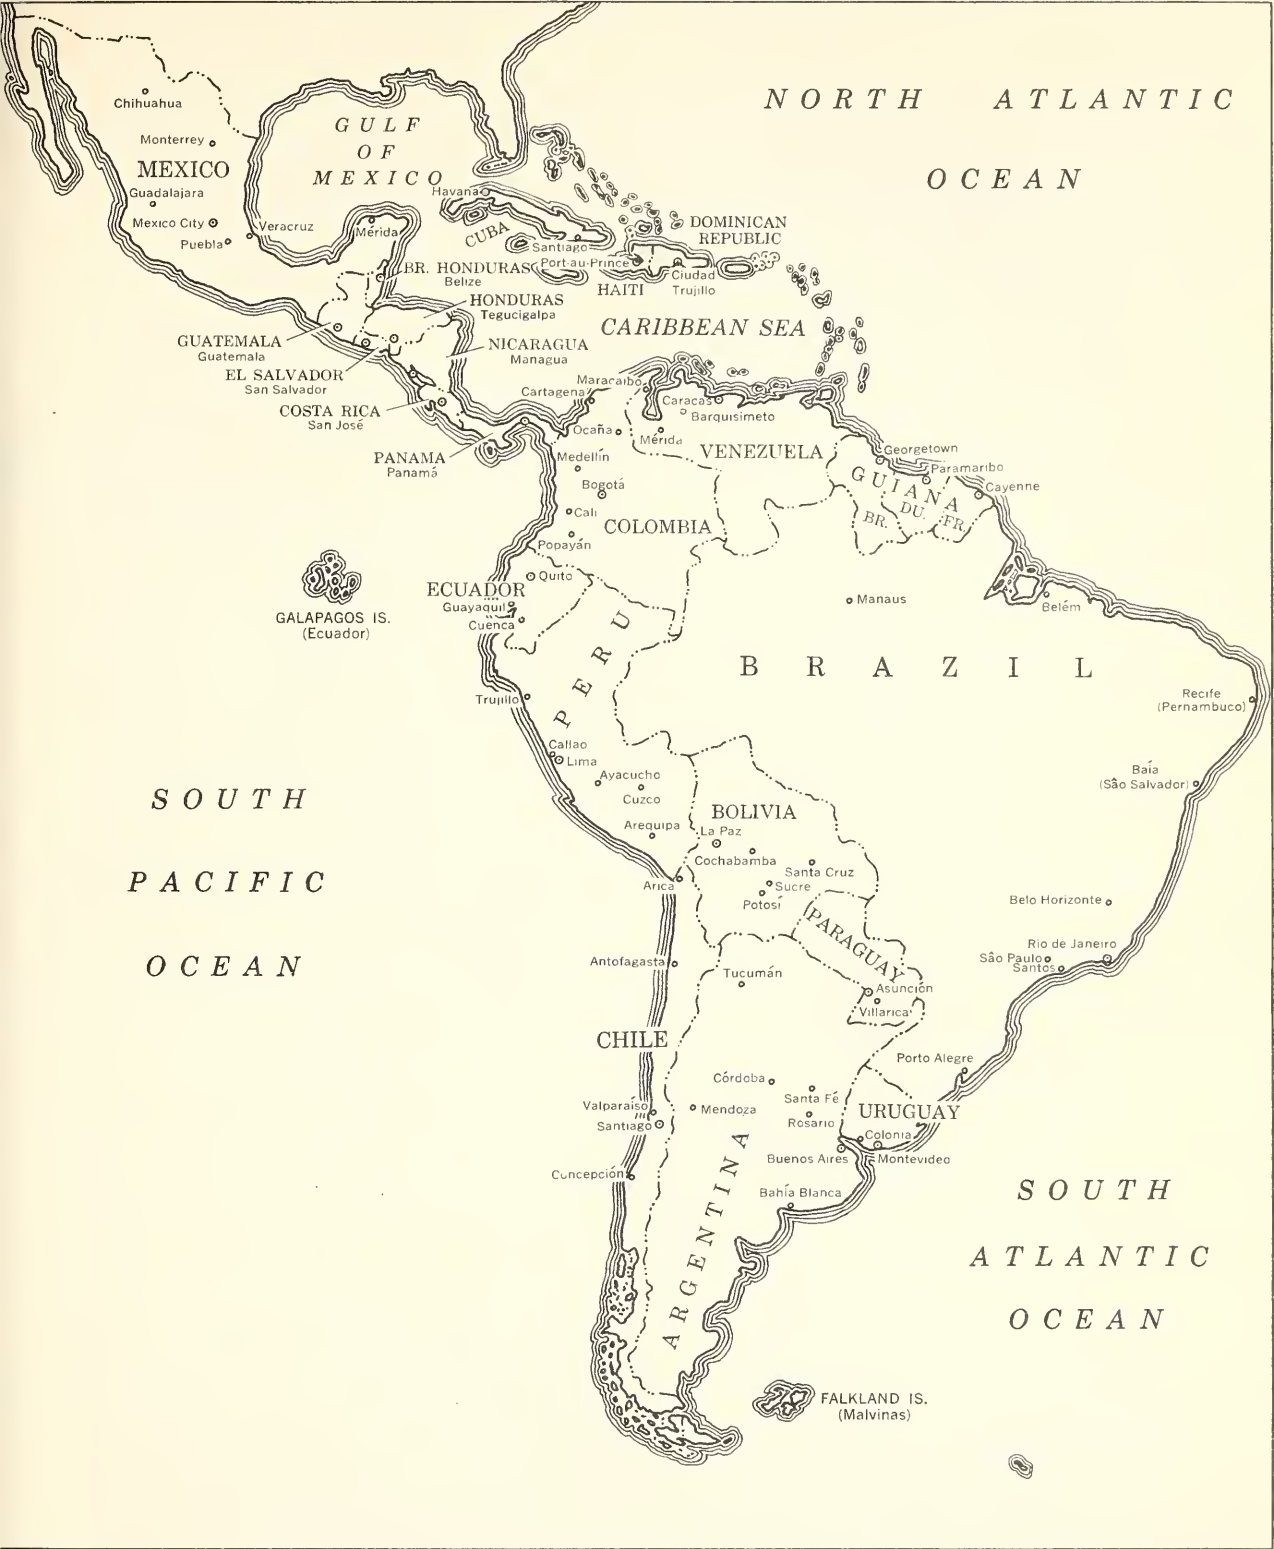 NORTH ATLANTIC
OCEAN
Chihuahua
Monterrey
MEXICO
Guadalajara
Mexico City
Puebla
Veracruz
GULF
OF
MEXICO
Mérida
Havana
CUBA
Santiago
Port-au-Prince
HAITI
DOMINICAN
REPUBLIC
Ciudad
Trujillo
BR. HONDURAS
Belize
HONDURAS
Tegucigalpa
GUATEMALA
Guatemala
NICARAGUA
Managua
EL SALVADOR
San Salvador
COSTA RICA
San José
PANAMA
Panamá
CARIBBEAN SEA
Maracaibo
Cartagena
Caracas
Barquisimeto
Ocaña
Mérida
VENEZUELA
Medellín
Bogotá
Cali
COLOMBIA
Popayán
Georgetown
Paramaribo
Cayenne
GUIANA
BR.
DU.
FR.
GALAPAGOS IS.
(Ecuador)
Quito
ECUADOR
Guayaquil
Cuenca
PERU
Trujillo
Callao
Lima
Ayacucho
Cuzco
Arequipa
Manaus
Belém
BRAZIL
Recife
(Pernambuco)
Baía
(São Salvador)
Belo Horizonte
Rio de Janeiro
São Paulo
Santos
Porto Alegre
BOLIVIA
La Paz
Cochabamba
Santa Cruz
Sucre
Potosí
Arica
PARAGUAY
Asunción
Villarica
SOUTH
PACIFIC
OCEAN
Antofagasta
CHILE
Valparaíso
Santiago
Concepción
Tucumán
Córdoba
Santa Fé
Mendoza
Rosario
URUGUAY
Colonia
Buenos Aires
Montevideo
Bahía Blanca
ARGENTINA
SOUTH
ATLANTIC
OCEAN
FALKLAND IS.
(Malvinas)